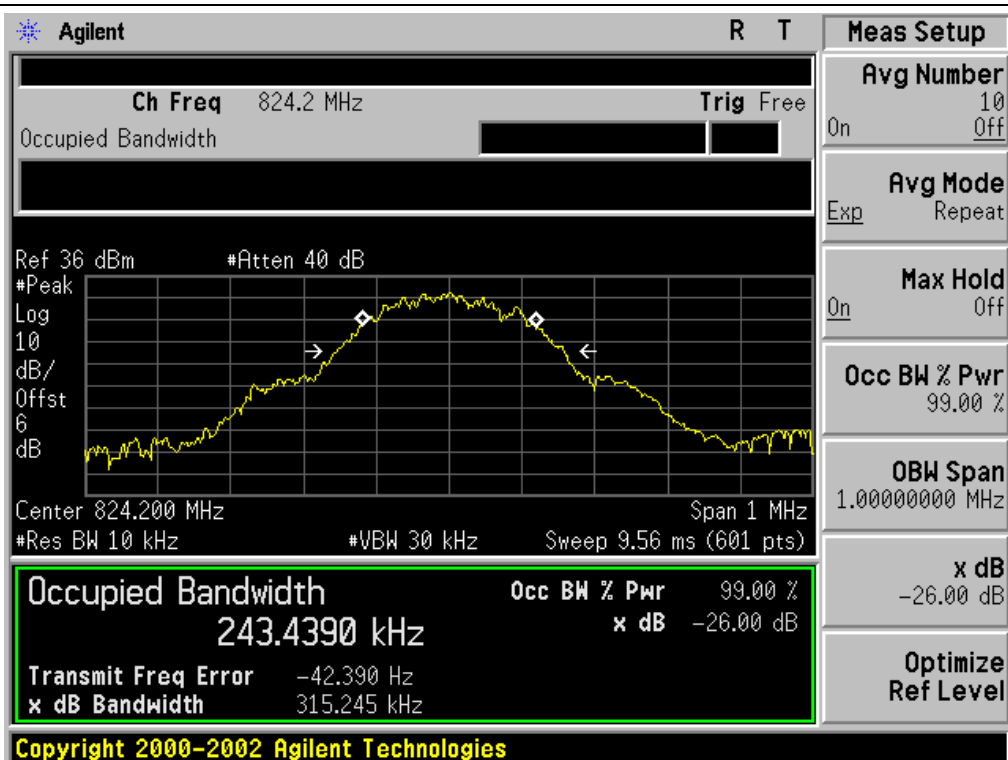 Agilent R T
Ch Freq 824.2 MHz Trig Free
Occupied Bandwidth
Ref 36 dBm #Atten 40 dB
#Peak
Log
10
dB/
Offst
6
dB
Center 824.200 MHz Span 1 MHz
#Res BW 10 kHz #VBW 30 kHz Sweep 9.56 ms (601 pts)
Occupied Bandwidth Occ BW % Pwr 99.00 %
243.4390 kHz x dB -26.00 dB
Transmit Freq Error -42.390 Hz
x dB Bandwidth 315.245 kHz
Copyright 2000-2002 Agilent Technologies
Meas Setup
Avg Number
10
On Off
Avg Mode
Exp Repeat
Max Hold
On Off
Occ BW % Pwr
99.00 %
OBW Span
1.00000000 MHz
x dB
-26.00 dB
Optimize
Ref Level